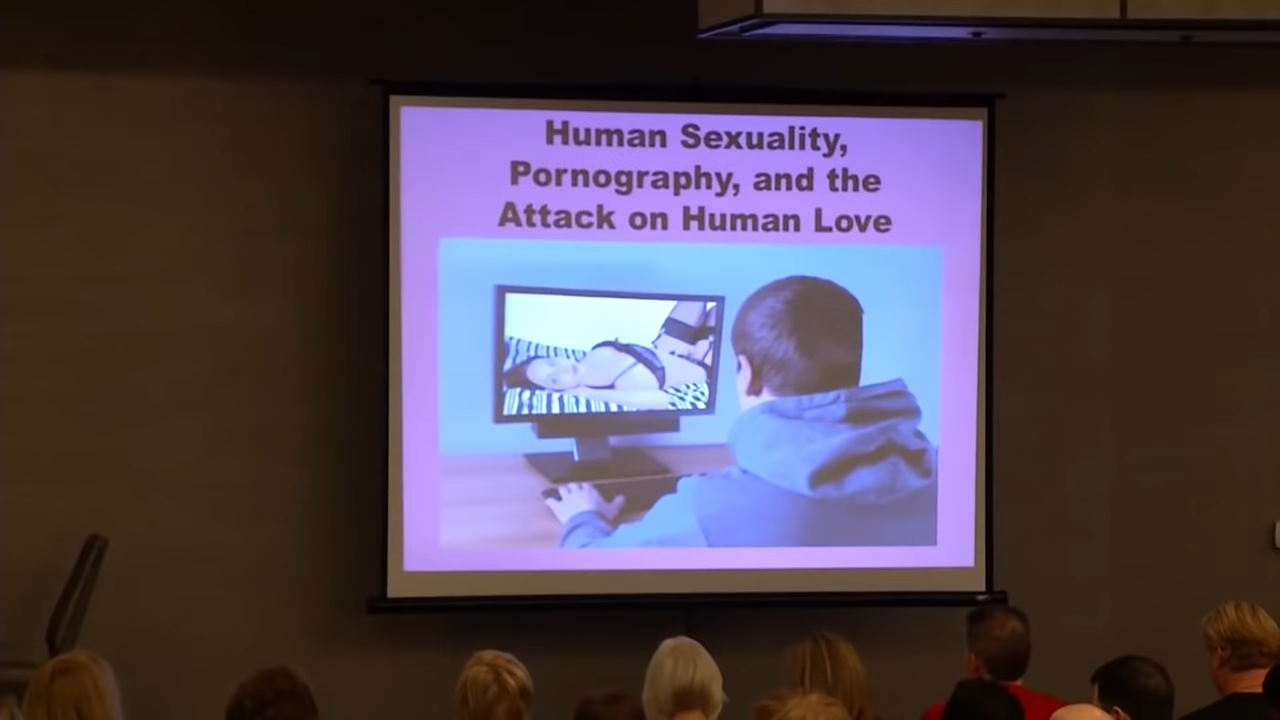 Human Sexuality,
Pornography, and the
Attack on Human Love